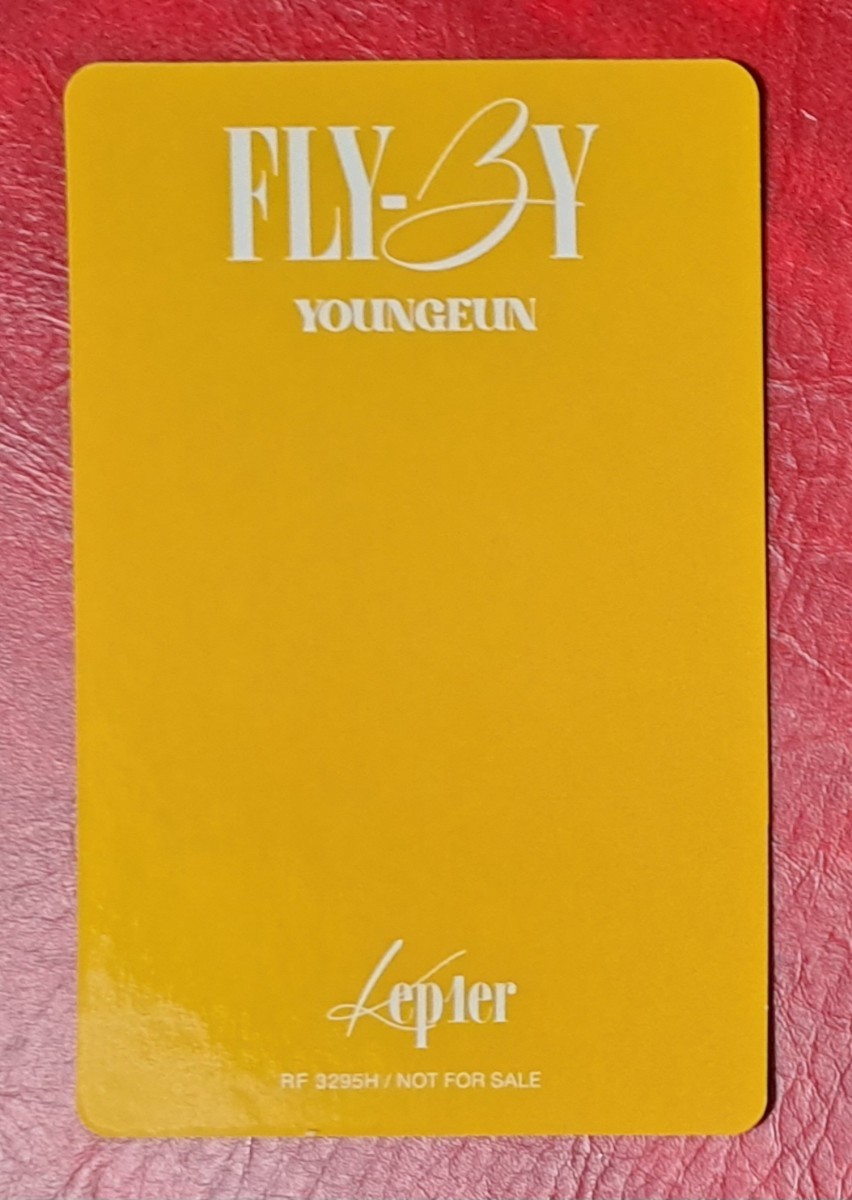 FLY-BY
YOUNGEUN
Kep1er
RF 3295H / NOT FOR SALE